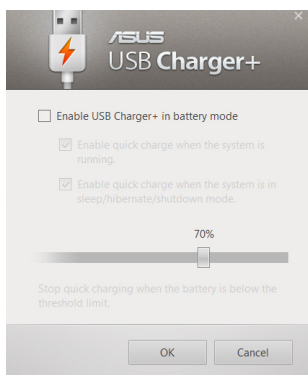 ASUS
USB Charger+
Enable USB Charger+ in battery mode
Enable quick charge when the system is
running.
Enable quick charge when the system is in
sleep/hibernate/shutdown mode.
70%
Stop quick charging when the battery is below the
threshold limit.
OK Cancel